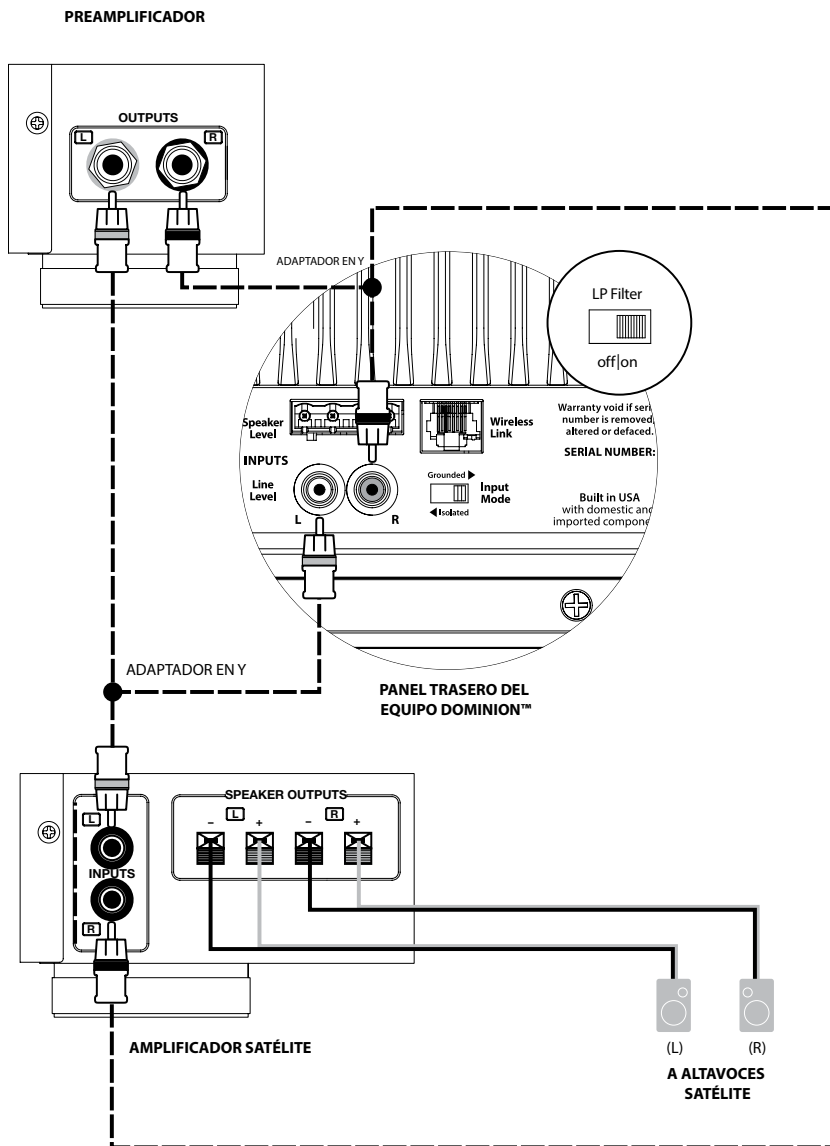 PREAMPLIFICADOR
OUTPUTS
L
R
ADAPTADOR EN Y
LP Filter
off|on
Speaker
Level
Wireless
Link
Warranty void if seri
number is removed,
altered or defaced.
SERIAL NUMBER:
INPUTS
Line
Level
L
R
Grounded ▶
Input
Mode
◀ Isolated
Built in USA
with domestic and
imported compone
ADAPTADOR EN Y
PANEL TRASERO DEL
EQUIPO DOMINION™
SPEAKER OUTPUTS
L
R
– + – +
L
INPUTS
R
AMPLIFICADOR SATÉLITE
(L)
(R)
A ALTAVOCES
SATÉLITE